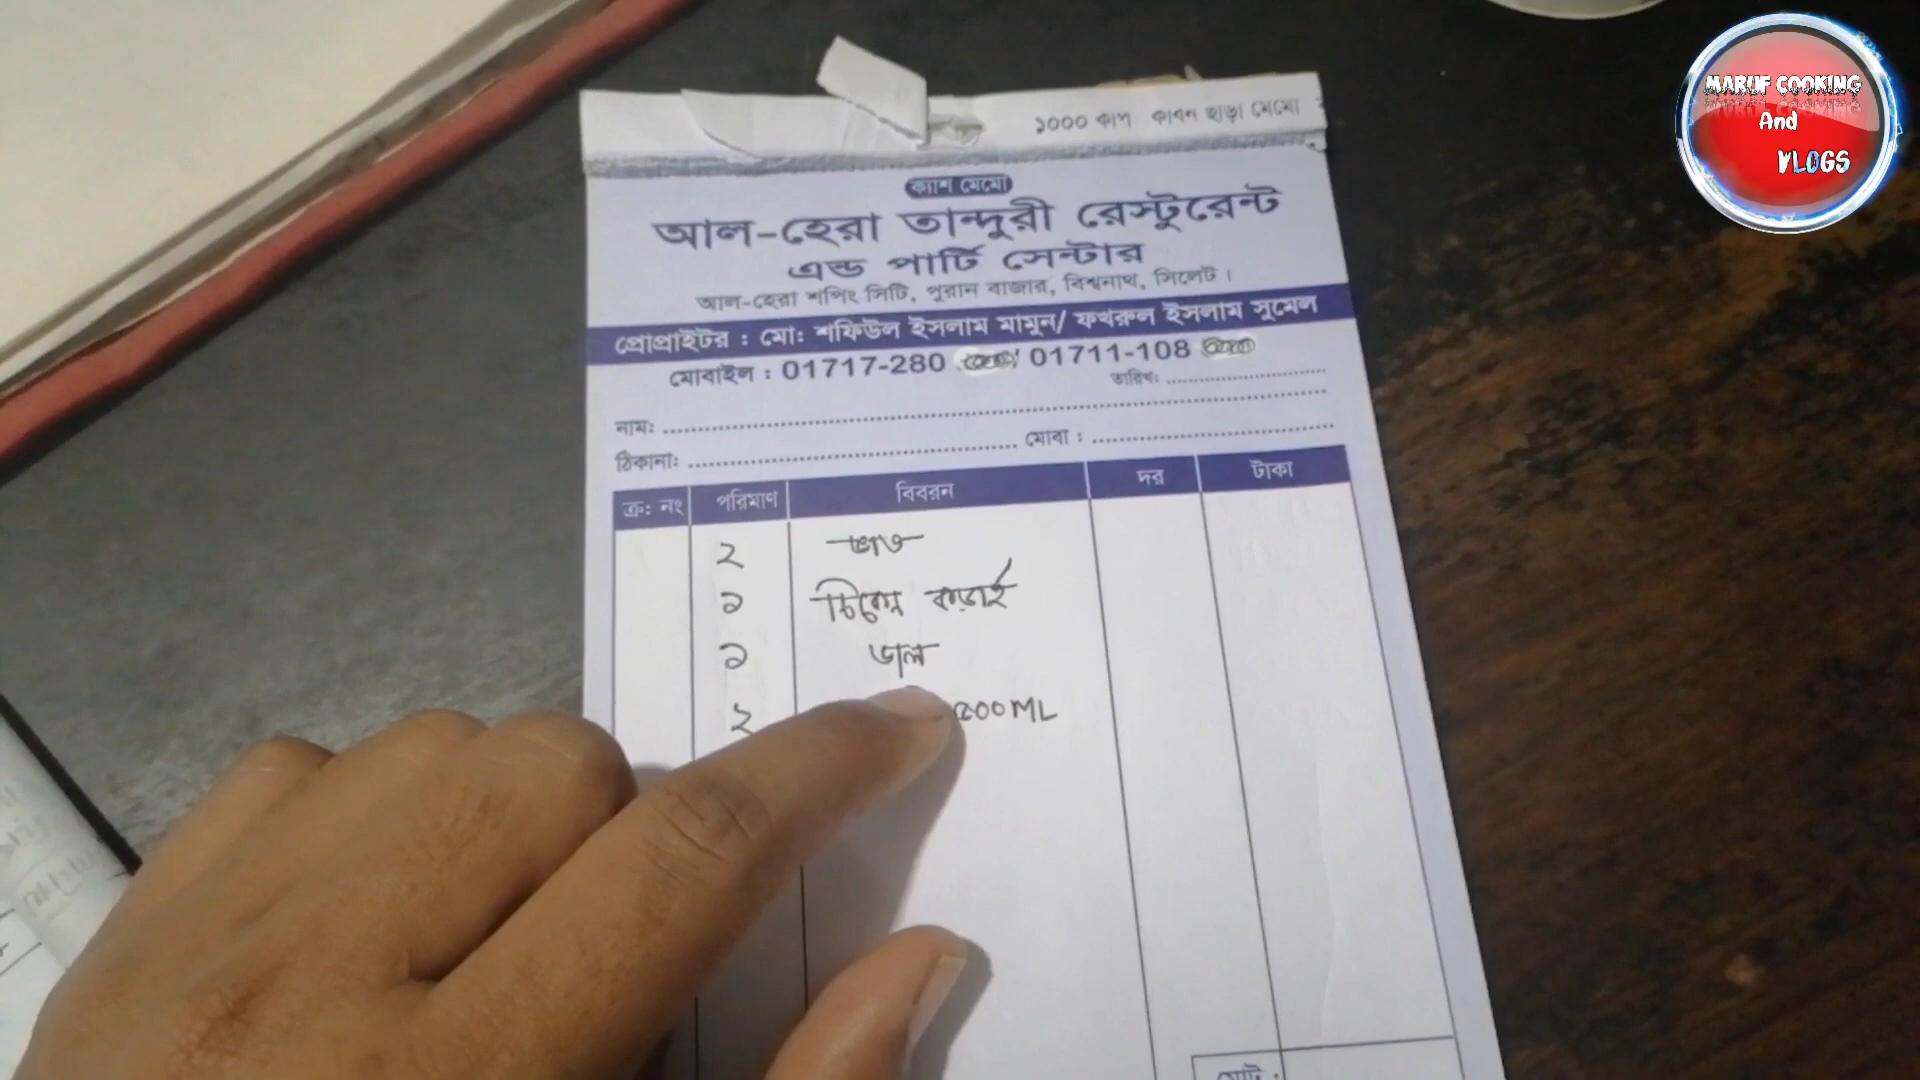 MARUF COOKING
And
VLOGS
১০০০ কাপ কাবন ছাড়া মেমো
ক্যাশ মেমো
আল-হেরা তান্দুরী রেস্টুরেন্ট
এন্ড পার্টি সেন্টার
আল-হেরা শপিং সিটি, পুরান বাজার, বিশ্বনাথ, সিলেট।
প্রোপ্রাইটর : মো: শফিউল ইসলাম মামুন/ ফখরুল ইসলাম সুমেল
মোবাইল : 01717-280 / 01711-108
তারিখ:
নাম:
ঠিকানা: মোবা :
ক্র: নং পরিমাণ বিবরন দর টাকা
২ ভাত
১ চিকেন কড়াই
১ ডাল
২ ৫০০ML
মোট :